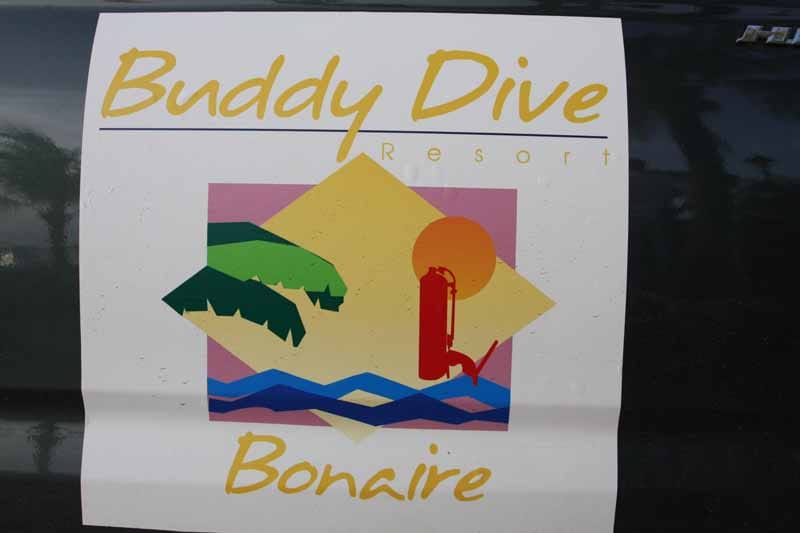 Buddy Dive
Resort
Bonaire